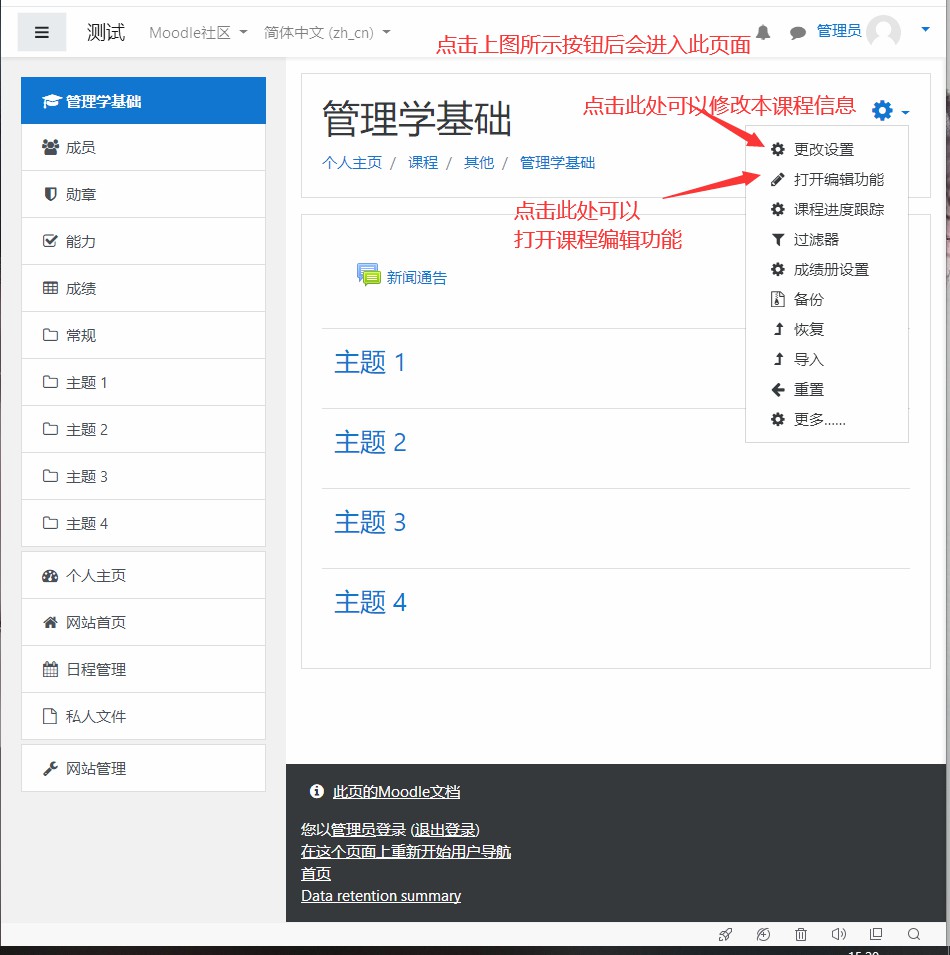 测试
Moodle社区
简体中文 (zh_cn)
点击上图所示按钮后会进入此页面
管理员
管理学基础
成员
勋章
能力
成绩
常规
主题 1
主题 2
主题 3
主题 4
个人主页
网站首页
日程管理
私人文件
网站管理
管理学基础
点击此处可以修改本课程信息
个人主页 / 课程 / 其他 / 管理学基础
更改设置
打开编辑功能
课程进度跟踪
过滤器
成绩册设置
备份
恢复
导入
重置
更多......
点击此处可以
打开课程编辑功能
新闻通告
主题 1
主题 2
主题 3
主题 4
此页的Moodle文档
您以管理员登录 (退出登录)
在这个页面上重新开始用户导航
首页
Data retention summary